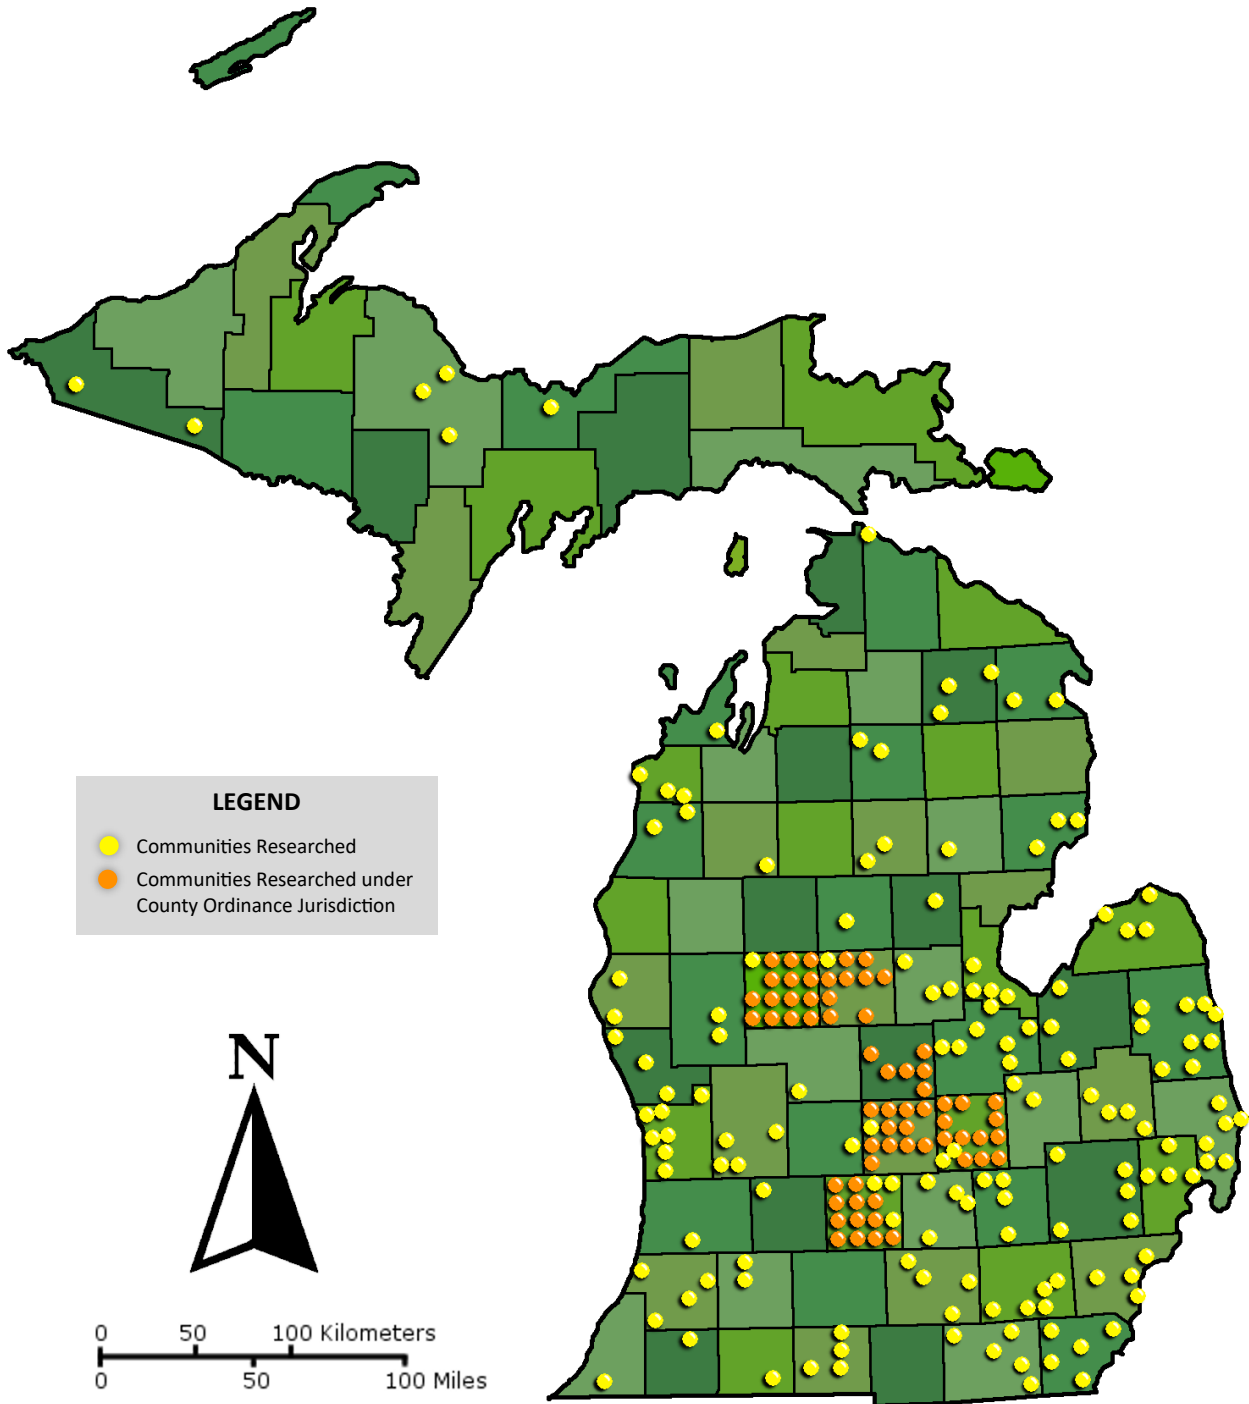 LEGEND
Communities Researched
Communities Researched under
County Ordinance Jurisdiction
N
0 50 100 Kilometers
0 50 100 Miles